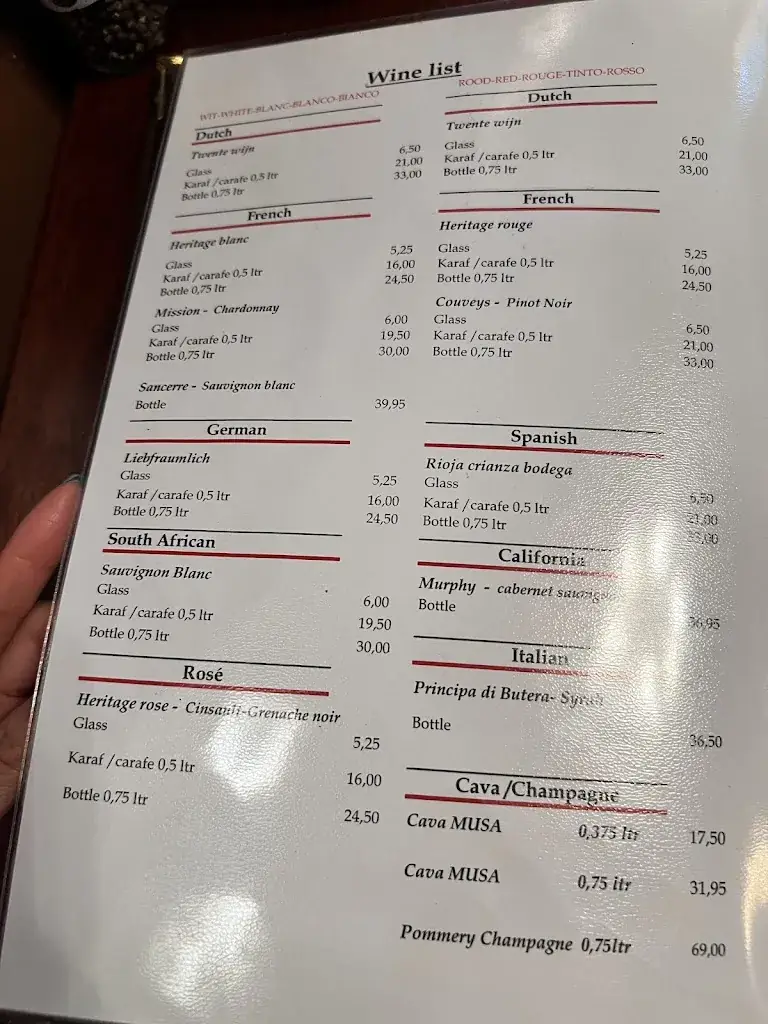 Wine list
WIT-WHITE-BLANC-BLANCO-BIANCO
Dutch
Twente wijn
Glass 6,50
Karaf /carafe 0,5 ltr 21,00
Bottle 0,75 ltr 33,00
French
Heritage blanc
Glass 5,25
Karaf /carafe 0,5 ltr 16,00
Bottle 0,75 ltr 24,50
Mission - Chardonnay
Glass 6,00
Karaf /carafe 0,5 ltr 19,50
Bottle 0,75 ltr 30,00
Sancerre - Sauvignon blanc
Bottle 39,95
German
Liebfraumlich
Glass 5,25
Karaf /carafe 0,5 ltr 16,00
Bottle 0,75 ltr 24,50
South African
Sauvignon Blanc
Glass 6,00
Karaf /carafe 0,5 ltr 19,50
Bottle 0,75 ltr 30,00
Rosé
Heritage rose - Cinsault-Grenache noir
Glass 5,25
Karaf /carafe 0,5 ltr 16,00
Bottle 0,75 ltr 24,50
ROOD-RED-ROUGE-TINTO-ROSSO
Dutch
Twente wijn
Glass 6,50
Karaf /carafe 0,5 ltr 21,00
Bottle 0,75 ltr 33,00
French
Heritage rouge
Glass 5,25
Karaf /carafe 0,5 ltr 16,00
Bottle 0,75 ltr 24,50
Couveys - Pinot Noir
Glass 6,50
Karaf /carafe 0,5 ltr 21,00
Bottle 0,75 ltr 33,00
Spanish
Rioja crianza bodega
Glass 6,50
Karaf /carafe 0,5 ltr 21,00
Bottle 0,75 ltr 33,00
California
Murphy - cabernet
Bottle 36,95
Italian
Principa di Butera- Syrah
Bottle 36,50
Cava/Champagne
Cava MUSA 0,375 ltr 17,50
Cava MUSA 0,75 ltr 31,95
Pommery Champagne 0,75ltr 69,00